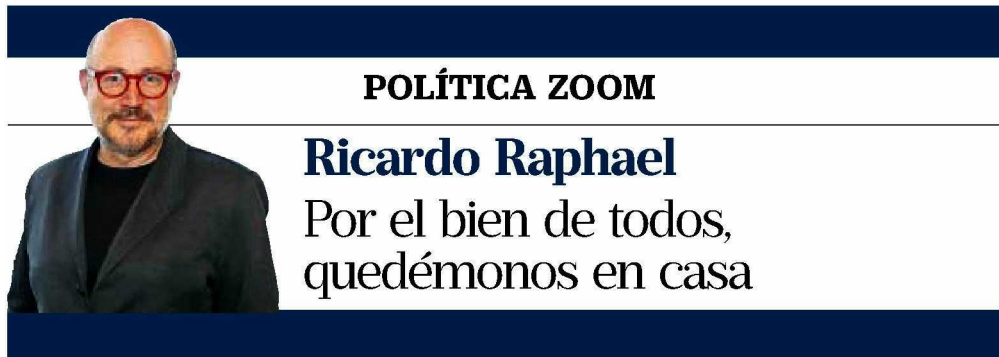 POLÍTICA ZOOM
Ricardo Raphael
Por el bien de todos,
quedémonos en casa